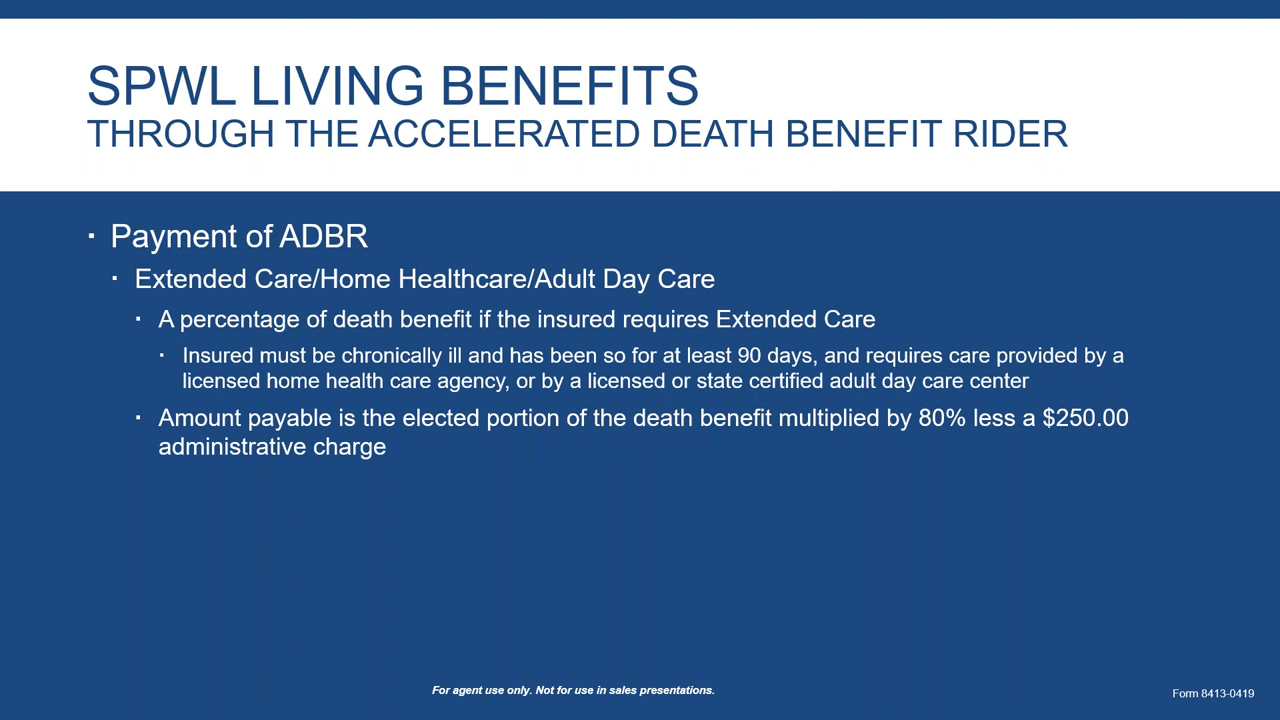 SPWL LIVING BENEFITS
THROUGH THE ACCELERATED DEATH BENEFIT RIDER
▪ Payment of ADBR
▪ Extended Care/Home Healthcare/Adult Day Care
▪ A percentage of death benefit if the insured requires Extended Care
▪ Insured must be chronically ill and has been so for at least 90 days, and requires care provided by a
licensed home health care agency, or by a licensed or state certified adult day care center
▪ Amount payable is the elected portion of the death benefit multiplied by 80% less a $250.00
administrative charge
For agent use only. Not for use in sales presentations.
Form 8413-0419